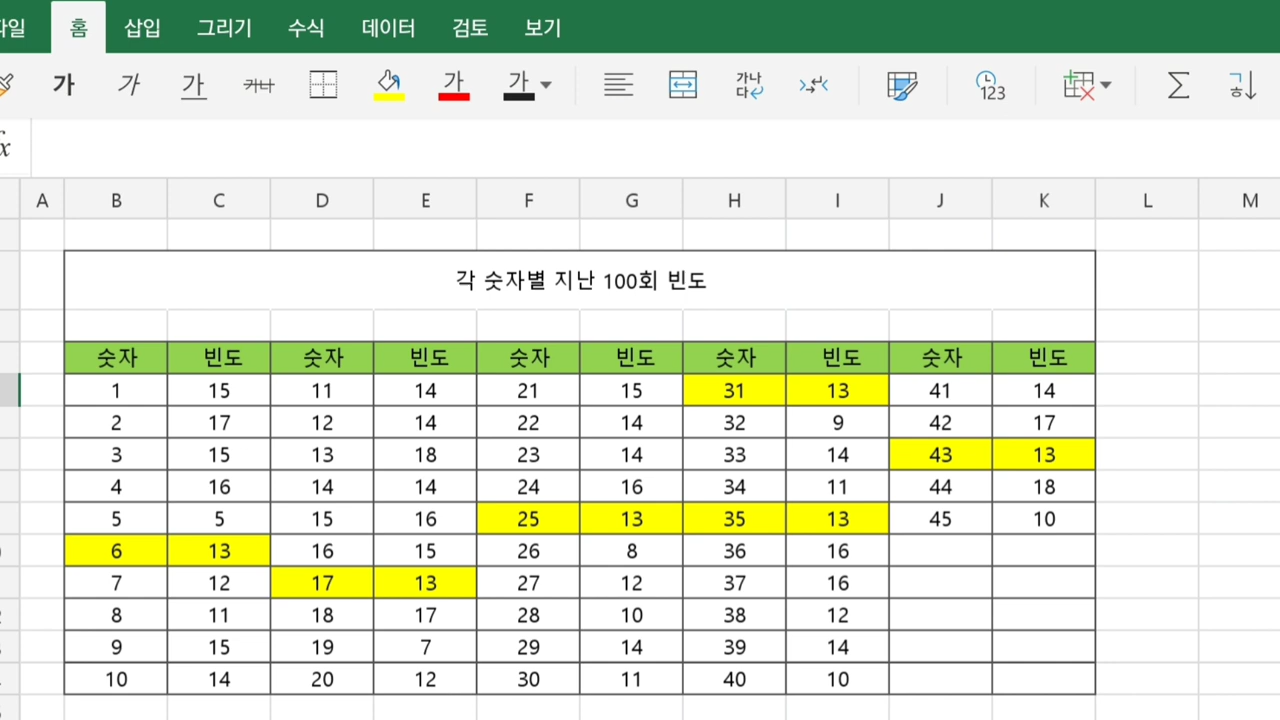 파일 홈 삽입 그리기 수식 데이터 검토 보기
가 가 가 가나 가 가 가나다 123 ㄱㅎ
fx
A B C D E F G H I J K L M
각 숫자별 지난 100회 빈도
숫자 빈도 숫자 빈도 숫자 빈도 숫자 빈도 숫자 빈도
1 15 11 14 21 15 31 13 41 14
2 17 12 14 22 14 32 9 42 17
3 15 13 18 23 14 33 14 43 13
4 16 14 14 24 16 34 11 44 18
5 5 15 16 25 13 35 13 45 10
6 13 16 15 26 8 36 16
7 12 17 13 27 12 37 16
8 11 18 17 28 10 38 12
9 15 19 7 29 14 39 14
10 14 20 12 30 11 40 10